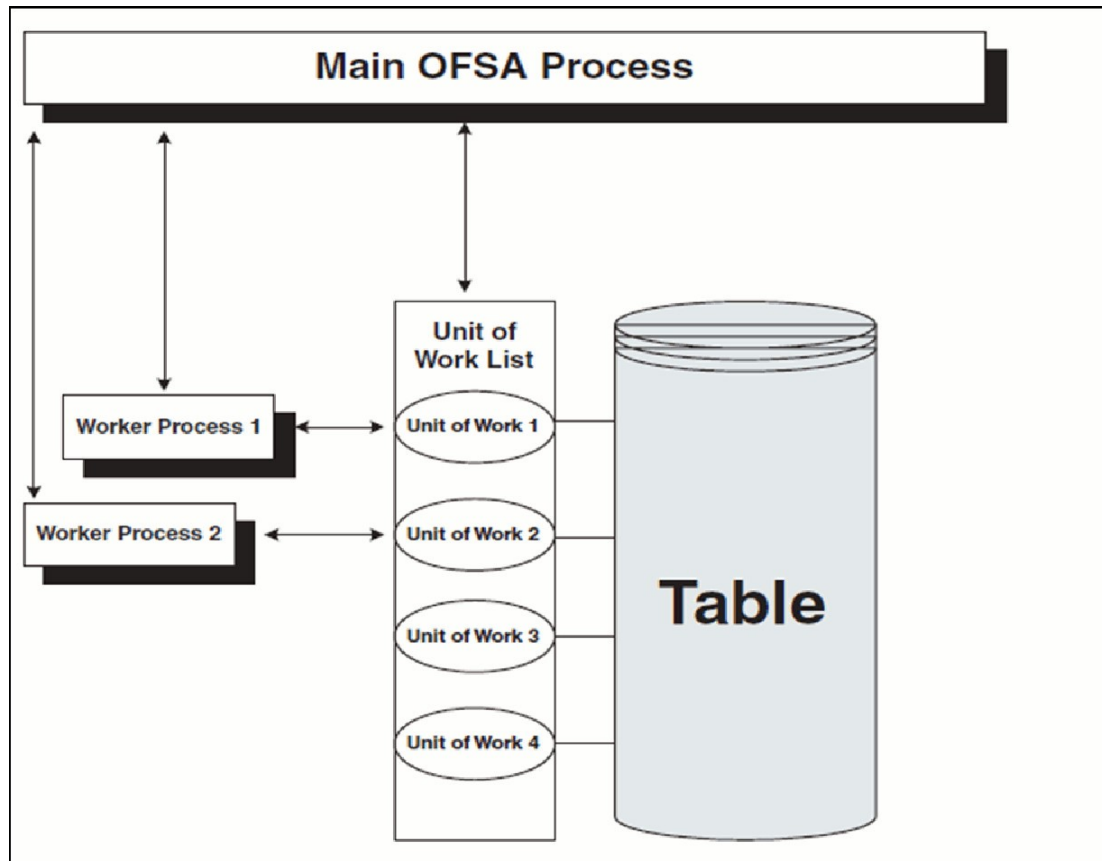 Main OFSA Process
Unit of
Work List
Worker Process 1
Unit of Work 1
Worker Process 2
Unit of Work 2
Unit of Work 3
Unit of Work 4
Table